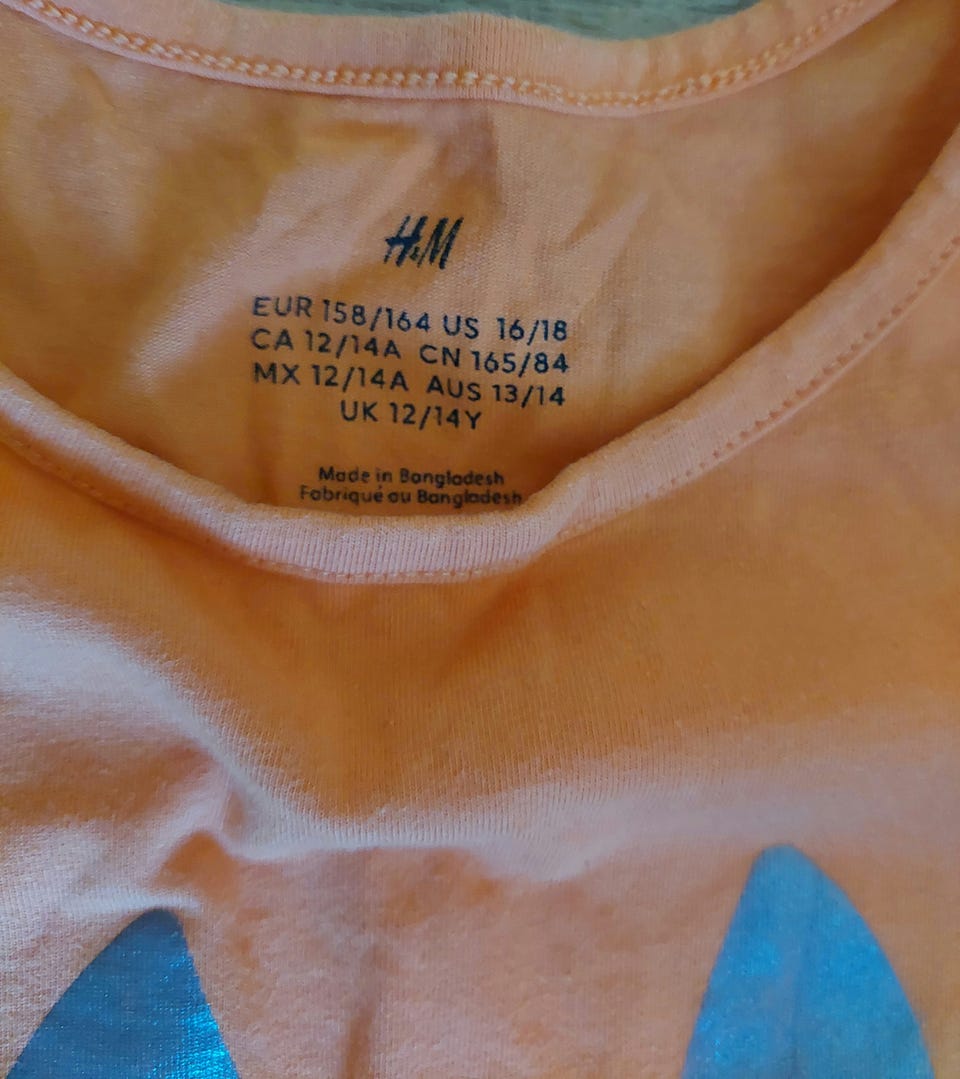 H&M
EUR 158/164 US 16/18
CA 12/14A CN 165/84
MX 12/14A AUS 13/14
UK 12/14Y
Made in Bangladesh
Fabriqué au Bangladesh